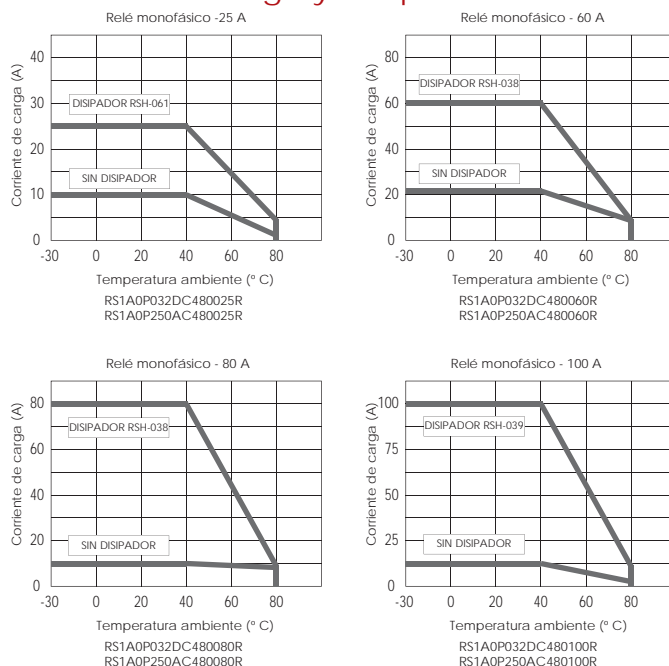 Relé monofásico -25 A
Corriente de carga (A)
40
30
20
10
0
DISIPADOR RSH-061
SIN DISIPADOR
-30 0 20 40 60 80
Temperatura ambiente (º C)
RS1A0P032DC480025R
RS1A0P250AC480025R
Relé monofásico - 60 A
Corriente de carga (A)
80
60
40
20
0
DISIPADOR RSH-038
SIN DISIPADOR
-30 0 20 40 60 80
Temperatura ambiente (º C)
RS1A0P032DC480060R
RS1A0P250AC480060R
Relé monofásico - 80 A
Corriente de carga (A)
80
60
40
20
0
DISIPADOR RSH-038
SIN DISIPADOR
-30 0 20 40 60 80
Temperatura ambiente (º C)
RS1A0P032DC480080R
RS1A0P250AC480080R
Relé monofásico - 100 A
Corriente de carga (A)
100
75
50
25
0
DISIPADOR RSH-039
SIN DISIPADOR
-30 0 20 40 60 80
Temperatura ambiente (º C)
RS1A0P032DC480100R
RS1A0P250AC480100R